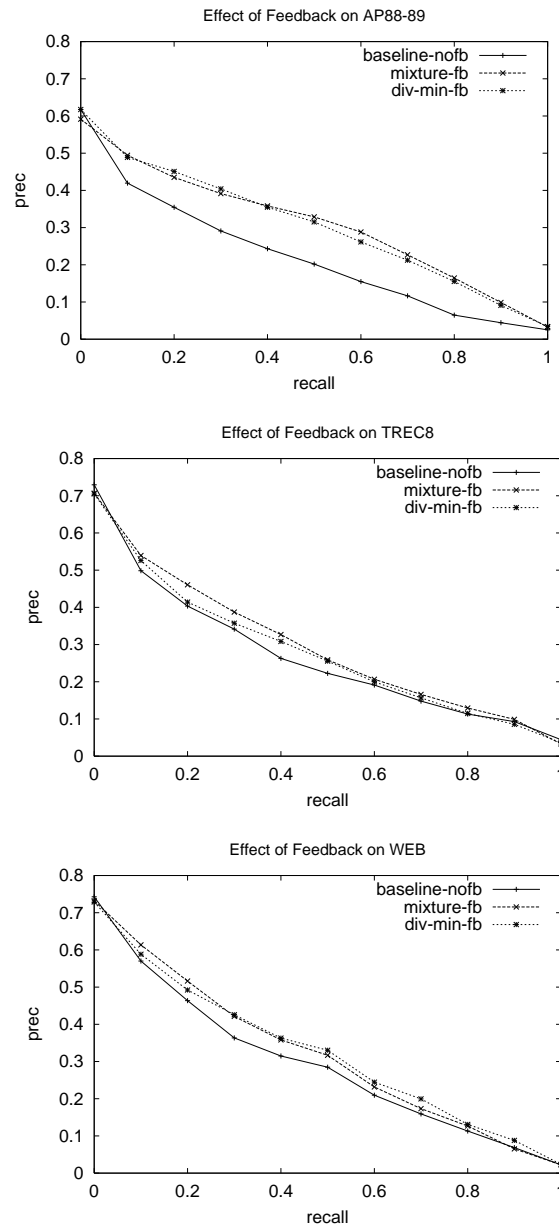 Effect of Feedback on AP88-89
0.8
0.7
0.6
0.5
0.4
0.3
0.2
0.1
0
baseline-nofb
mixture-fb
div-min-fb
prec
0 0.2 0.4 0.6 0.8 1
recall
Effect of Feedback on TREC8
0.8
0.7
0.6
0.5
0.4
0.3
0.2
0.1
0
baseline-nofb
mixture-fb
div-min-fb
prec
0 0.2 0.4 0.6 0.8 1
recall
Effect of Feedback on WEB
0.8
0.7
0.6
0.5
0.4
0.3
0.2
0.1
0
baseline-nofb
mixture-fb
div-min-fb
prec
0 0.2 0.4 0.6 0.8 1
recall